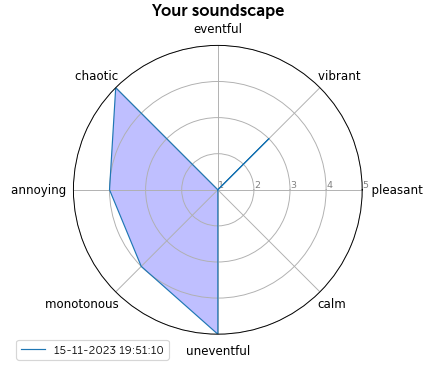 Your soundscape
eventful
chaotic
vibrant
annoying
1 2 3 4 5
pleasant
monotonous
calm
uneventful
15-11-2023 19:51:10